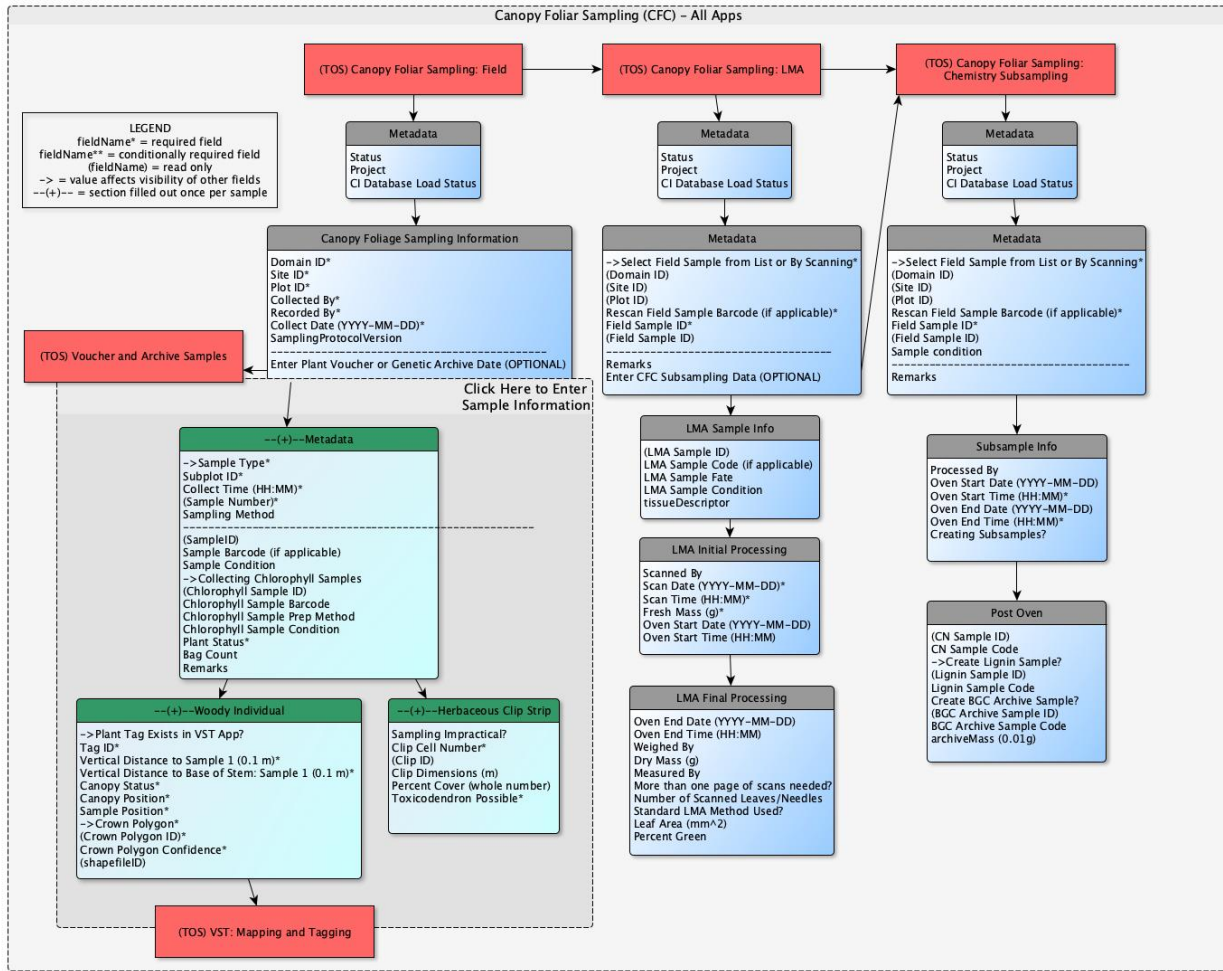 Canopy Foliar Sampling (CFC) - All Apps
(TOS) Canopy Foliar Sampling: Field
(TOS) Canopy Foliar Sampling: LMA
(TOS) Canopy Foliar Sampling:
Chemistry Subsampling
LEGEND
fieldName* = required field
fieldName** = conditionally required field
(fieldName) = read only
-> = value affects visibility of other fields
--(+)-- = section filled out once per sample
Metadata
Status
Project
CI Database Load Status
Metadata
Status
Project
CI Database Load Status
Metadata
Status
Project
CI Database Load Status
Canopy Foliage Sampling Information
Domain ID*
Site ID*
Plot ID*
Collected By*
Recorded By*
Collect Date (YYYY-MM-DD)*
SamplingProtocolVersion
Enter Plant Voucher or Genetic Archive Date (OPTIONAL)
Metadata
->Select Field Sample from List or By Scanning*
(Domain ID)
(Site ID)
(Plot ID)
Rescan Field Sample Barcode (if applicable)*
Field Sample ID*
(Field Sample ID)
Remarks
Enter CFC Subsampling Data (OPTIONAL)
Metadata
->Select Field Sample from List or By Scanning*
(Domain ID)
(Site ID)
(Plot ID)
Rescan Field Sample Barcode (if applicable)*
Field Sample ID*
(Field Sample ID)
Sample condition
Remarks
(TOS) Voucher and Archive Samples
Click Here to Enter
Sample Information
--(+)--Metadata
->Sample Type*
Subplot ID*
Collect Time (HH:MM)*
(Sample Number)*
Sampling Method
(SampleID)
Sample Barcode (if applicable)
Sample Condition
->Collecting Chlorophyll Samples
(Chlorophyll Sample ID)
Chlorophyll Sample Barcode
Chlorophyll Sample Prep Method
Chlorophyll Sample Condition
Plant Status*
Bag Count
Remarks
--(+)--Woody Individual
->Plant Tag Exists in VST App?
Tag ID*
Vertical Distance to Sample 1 (0.1 m)*
Vertical Distance to Base of Stem: Sample 1 (0.1 m)*
Canopy Status*
Canopy Position*
Sample Position*
->Crown Polygon*
(Crown Polygon ID)*
Crown Polygon Confidence*
(shapefileID)
--(+)--Herbaceous Clip Strip
Sampling Impractical?
Clip Cell Number*
(Clip ID)
Clip Dimensions (m)
Percent Cover (whole number)
Toxicodendron Possible*
(TOS) VST: Mapping and Tagging
LMA Sample Info
(LMA Sample ID)
LMA Sample Code (if applicable)
LMA Sample Fate
LMA Sample Condition
tissueDescriptor
LMA Initial Processing
Scanned By
Scan Date (YYYY-MM-DD)*
Scan Time (HH:MM)*
Fresh Mass (g)*
Oven Start Date (YYYY-MM-DD)
Oven Start Time (HH:MM)
LMA Final Processing
Oven End Date (YYYY-MM-DD)
Oven End Time (HH:MM)
Weighed By
Dry Mass (g)
Measured By
More than one page of scans needed?
Number of Scanned Leaves/Needles
Standard LMA Method Used?
Leaf Area (mm^2)
Percent Green
Subsample Info
Processed By
Oven Start Date (YYYY-MM-DD)
Oven Start Time (HH:MM)*
Oven End Date (YYYY-MM-DD)
Oven End Time (HH:MM)*
Creating Subsamples?
Post Oven
(CN Sample ID)
CN Sample Code
->Create Lignin Sample?
(Lignin Sample ID)
Lignin Sample Code
Create BGC Archive Sample?
(BGC Archive Sample ID)
BGC Archive Sample Code
archiveMass (0.01g)